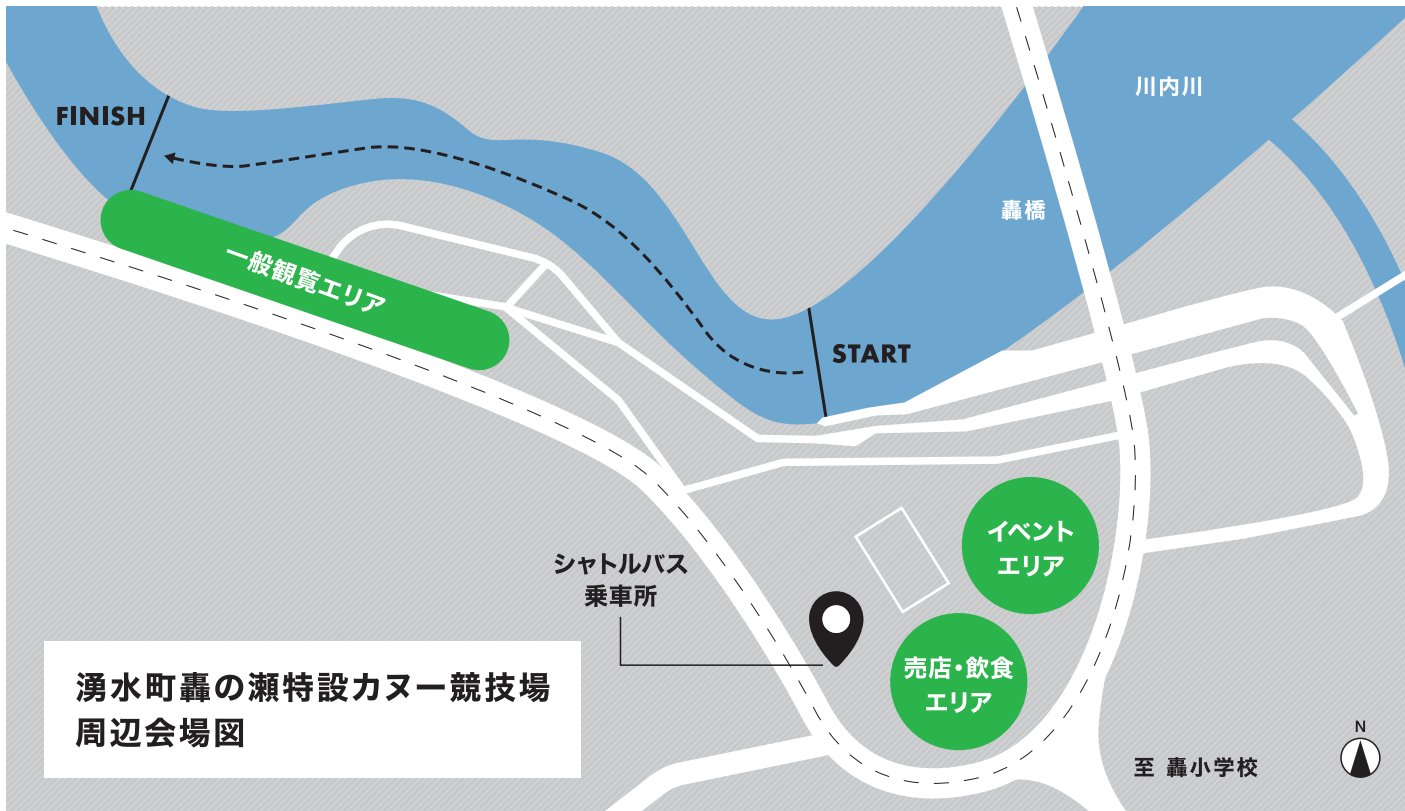 川内川
FINISH
轟橋
一般観覧エリア
START
イベント
エリア
シャトルバス
乗車所
売店・飲食
エリア
湧水町轟の瀬特設カヌー競技場
周辺会場図
N
至 轟小学校